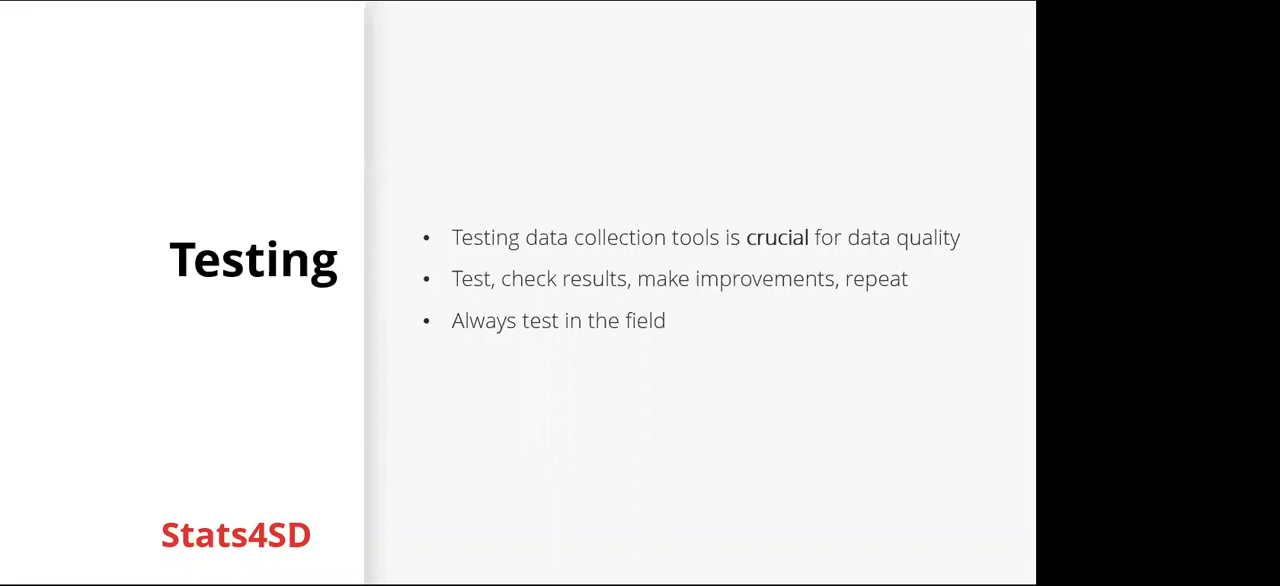 Testing
• Testing data collection tools is crucial for data quality
• Test, check results, make improvements, repeat
• Always test in the field
Stats4SD